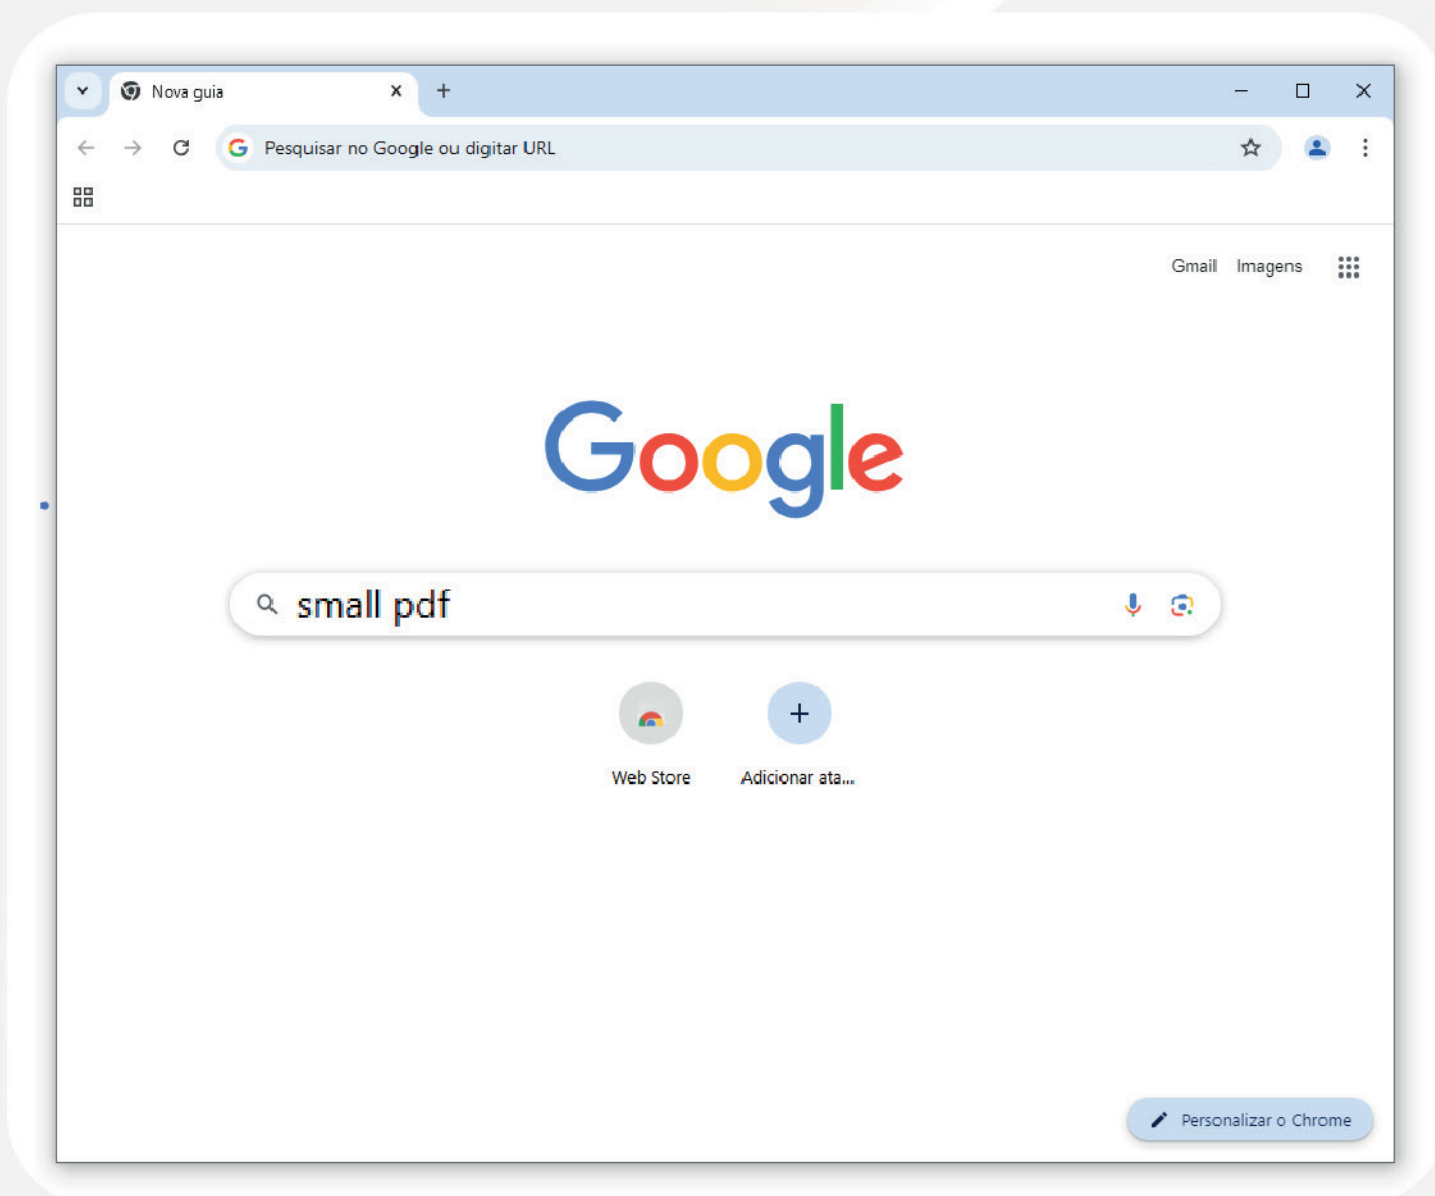 Nova guia
Pesquisar no Google ou digitar URL
Gmail Imagens
Google
small pdf
Web Store Adicionar ata...
Personalizar o Chrome